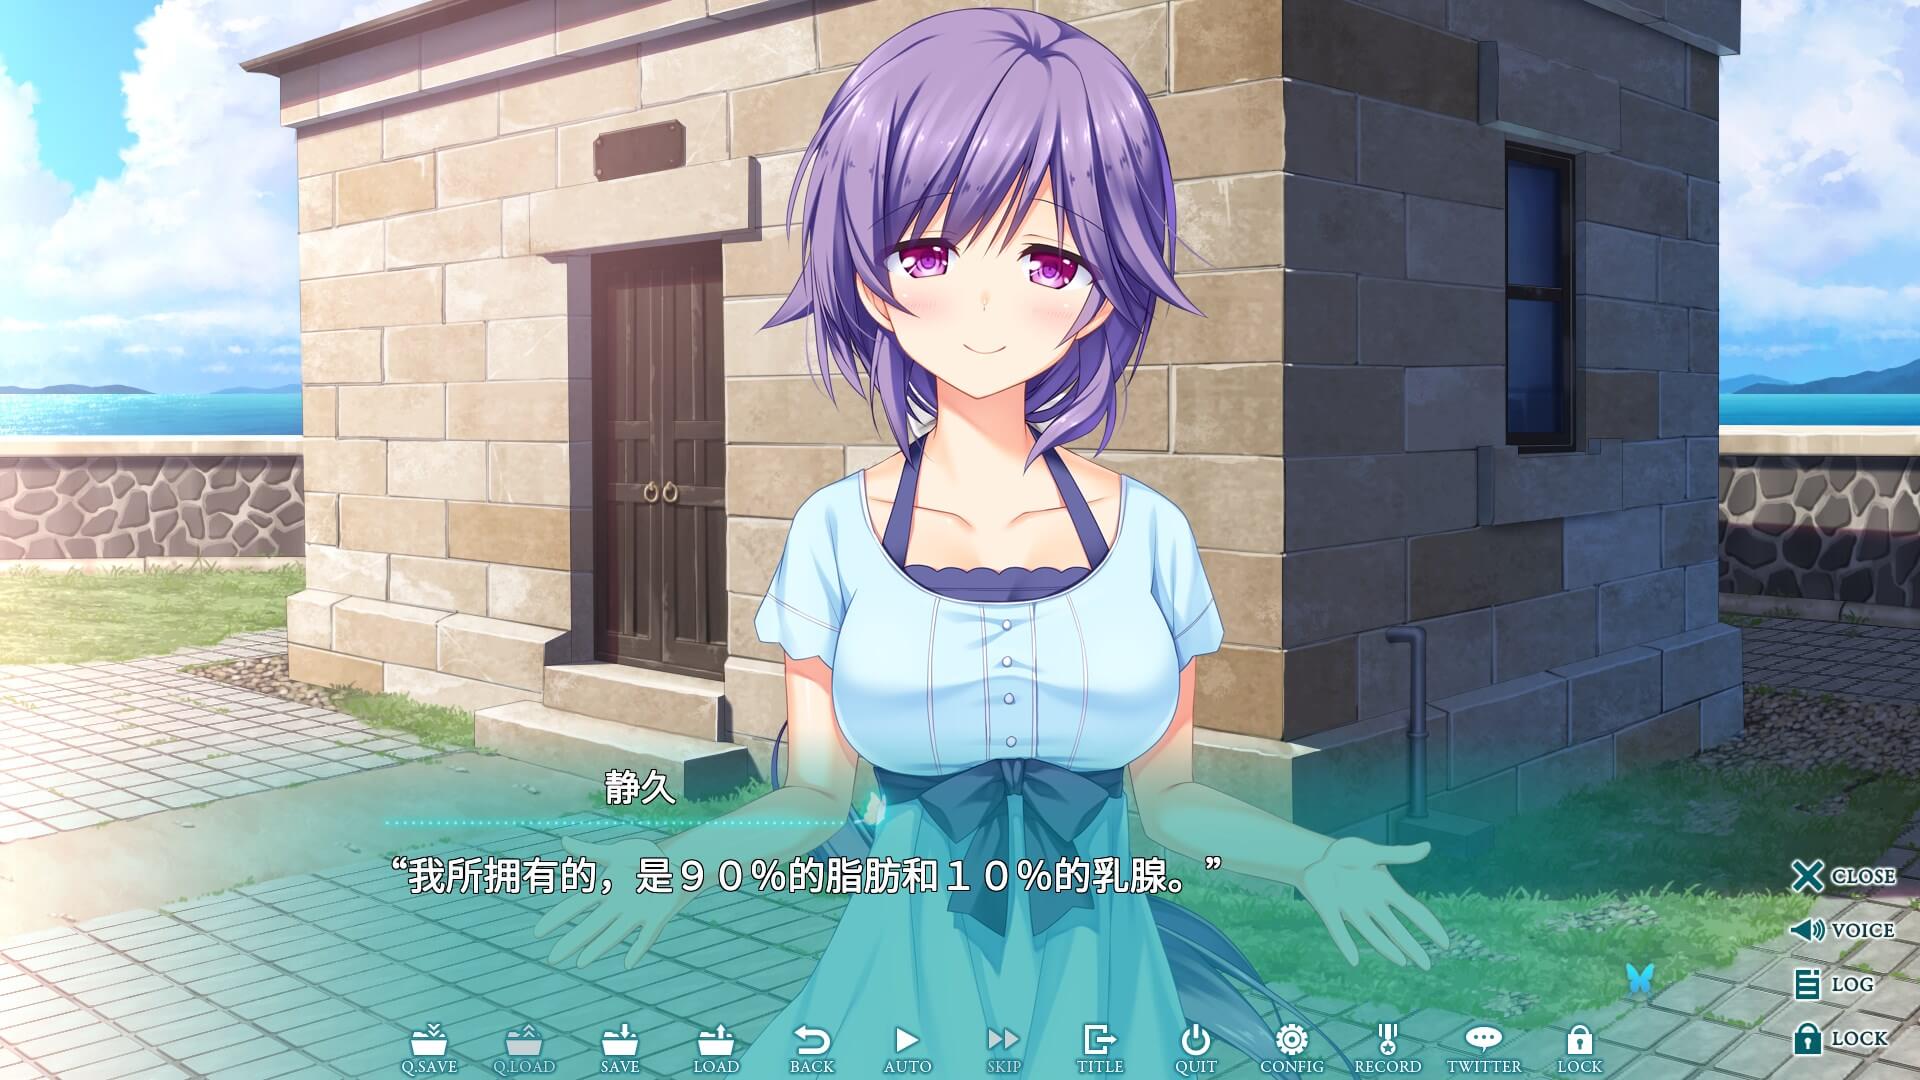 静久
“我所拥有的，是９０％的脂肪和１０％的乳腺。”
CLOSE
VOICE
LOG
LOCK
Q.SAVE Q.LOAD SAVE LOAD BACK AUTO SKIP TITLE QUIT CONFIG RECORD TWITTER LOCK